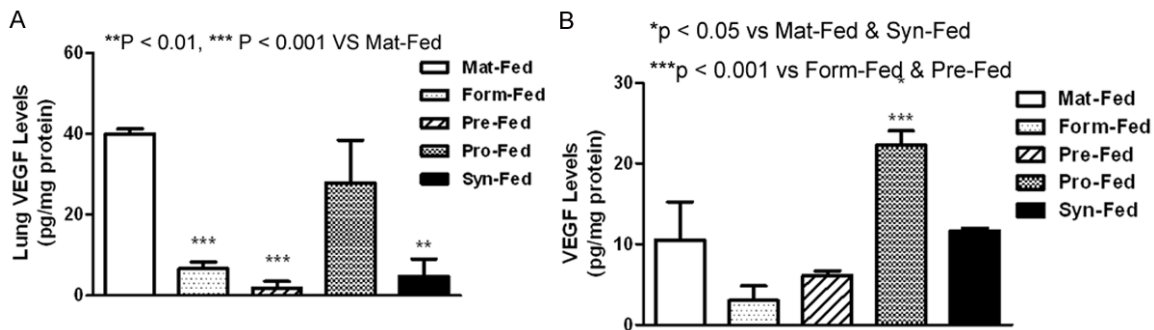 A
**P < 0.01, *** P < 0.001 VS Mat-Fed
Lung VEGF Levels
(pg/mg protein)
60
40
20
0
***
***
**
Mat-Fed
Form-Fed
Pre-Fed
Pro-Fed
Syn-Fed
B
*p < 0.05 vs Mat-Fed & Syn-Fed
***p < 0.001 vs Form-Fed & Pre-Fed
VEGF Levels
(pg/mg protein)
30
20
10
0
*
***
Mat-Fed
Form-Fed
Pre-Fed
Pro-Fed
Syn-Fed